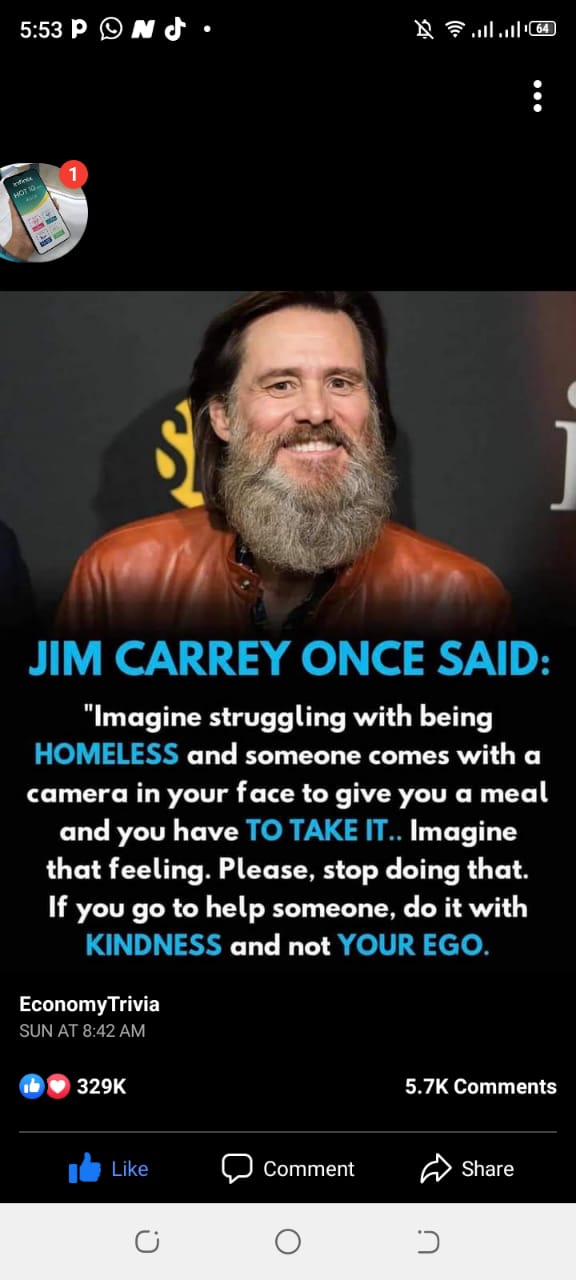 5:53
64
1
Infinix
HOT 10
JIM CARREY ONCE SAID:
"Imagine struggling with being
HOMELESS and someone comes with a
camera in your face to give you a meal
and you have TO TAKE IT.. Imagine
that feeling. Please, stop doing that.
If you go to help someone, do it with
KINDNESS and not YOUR EGO.
EconomyTrivia
SUN AT 8:42 AM
329K
5.7K Comments
Like
Comment
Share